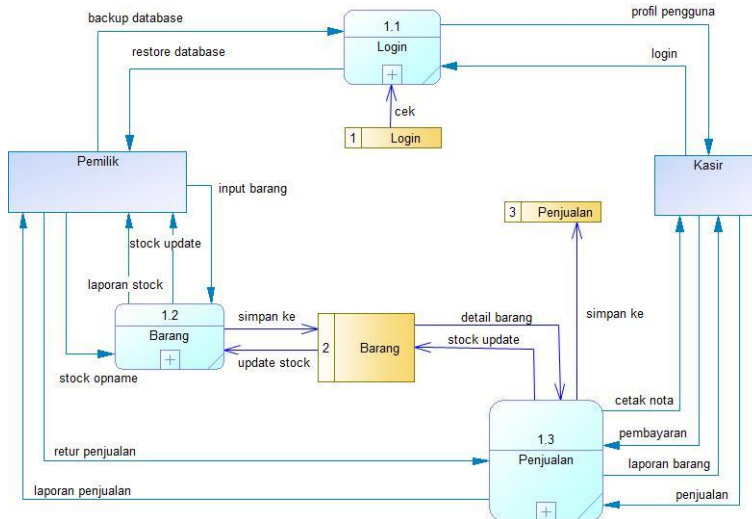 backup database
1.1
Login
+
profil pengguna
restore database
login
cek
1 Login
Pemilik
Kasir
input barang
3 Penjualan
stock update
laporan stock
1.2
Barang
+
simpan ke
2 Barang
detail barang
simpan ke
update stock
stock update
stock opname
cetak nota
1.3
Penjualan
+
pembayaran
retur penjualan
laporan barang
laporan penjualan
penjualan